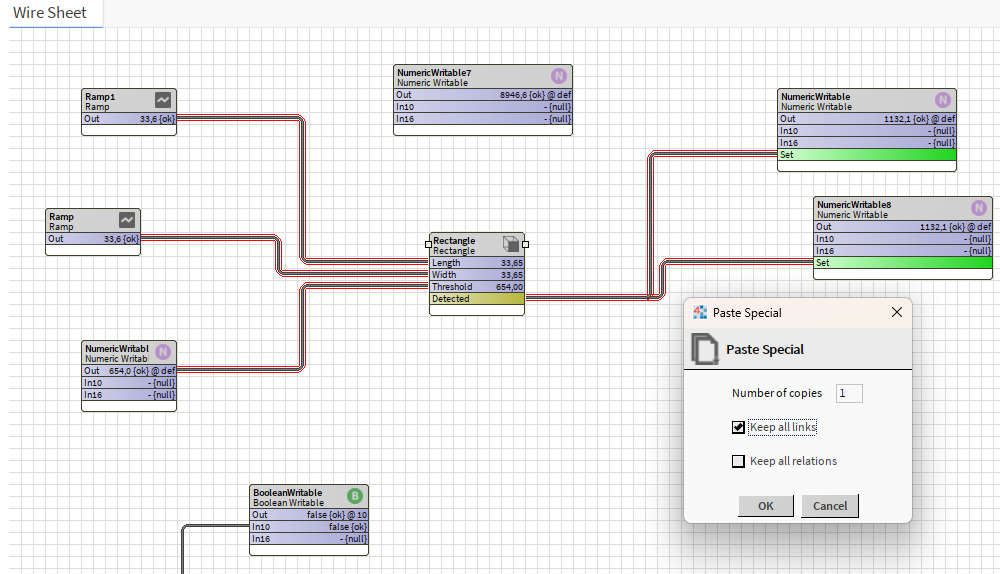 Wire Sheet
Ramp1
Ramp
Out 33,6 {ok}
NumericWritable7
Numeric Writable
N
Out 8946,6 {ok} @ def
In10 - {null}
In16 - {null}
NumericWritable
Numeric Writable
N
Out 1132,1 {ok} @ def
In10 - {null}
In16 - {null}
Set
Ramp
Ramp
Out 33,6 {ok}
Rectangle
Rectangle
Length 33,65
Width 33,65
Threshold 654,00
Detected
NumericWritable8
Numeric Writable
N
Out 1132,1 {ok} @ def
In10 - {null}
In16 - {null}
Set
NumericWritabl
Numeric Writabl
N
Out 654,0 {ok} @ def
In10 - {null}
In16 - {null}
Paste Special
Paste Special
Number of copies 1
Keep all links
Keep all relations
OK Cancel
BooleanWritable
Boolean Writable
B
Out false {ok} @ 10
In10 false {ok}
In16 - {null}